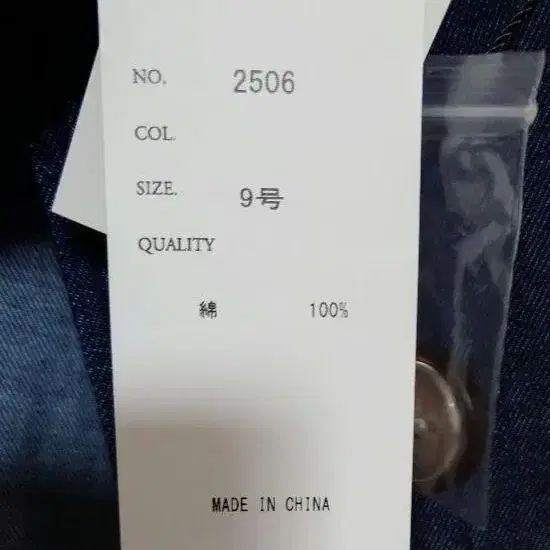 NO. 2506
COL.
SIZE. 9号
QUALITY
綿 100%
MADE IN CHINA